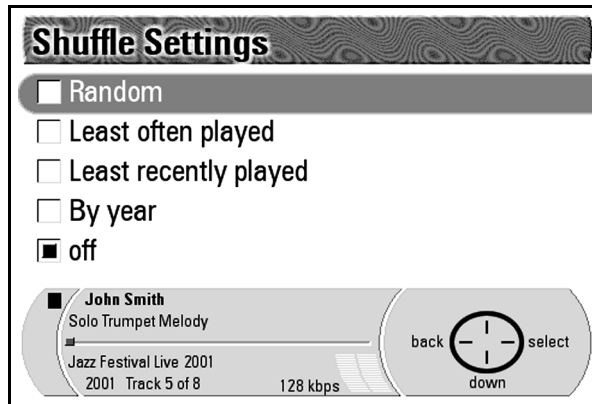 Shuffle Settings
Random
Least often played
Least recently played
By year
off
John Smith
Solo Trumpet Melody
Jazz Festival Live 2001
2001 Track 5 of 8 128 kbps
back select
down